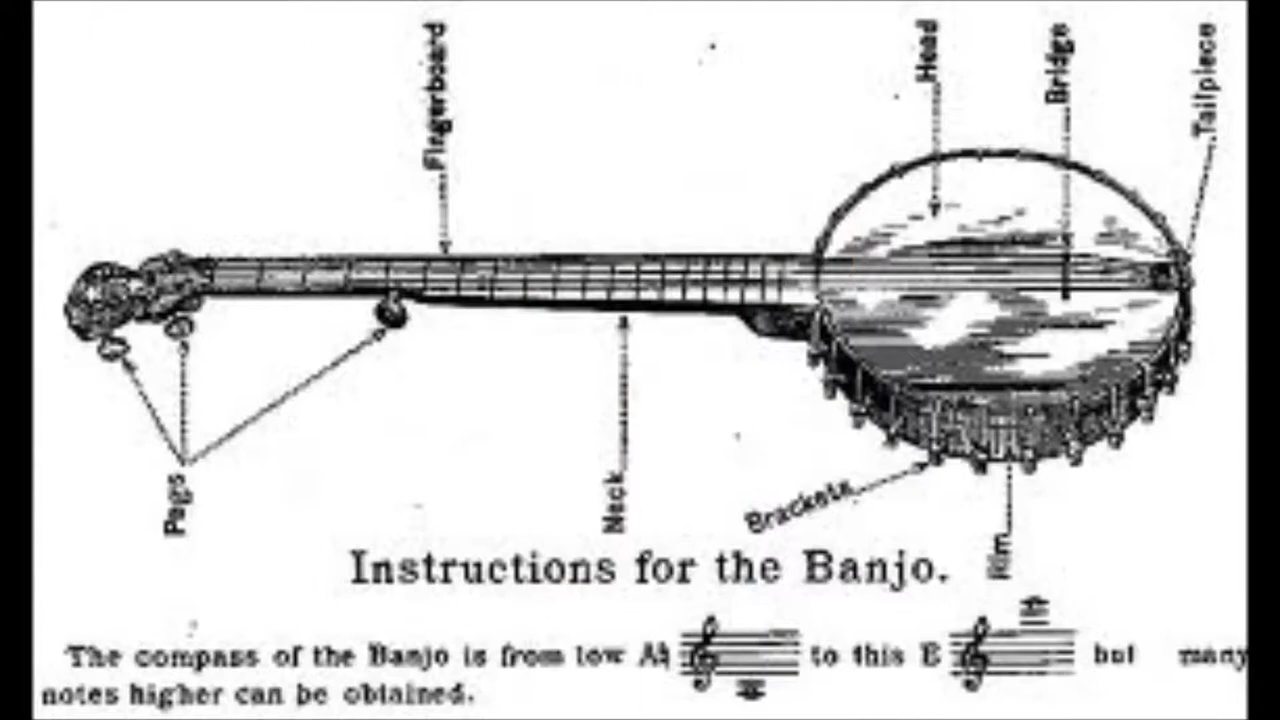 Fingerboard
Head
Bridge
Tailpiece
Pegs
Neck
Brackets
Rim
Instructions for the Banjo.
The compass of the Banjo is from low A♮ to this E but many
notes higher can be obtained.